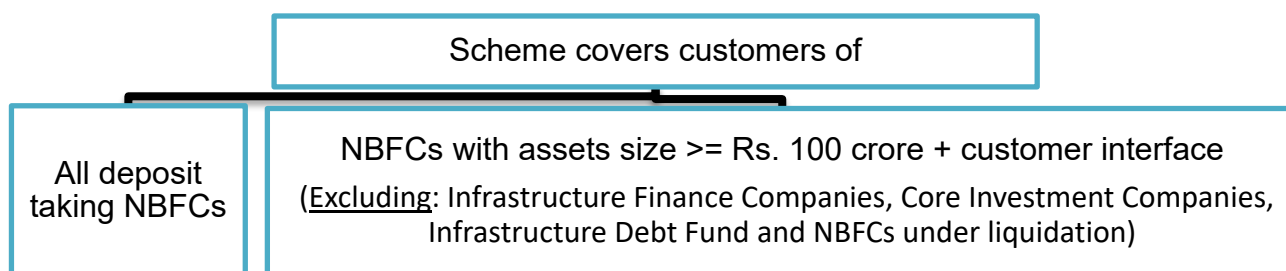 Scheme covers customers of
All deposit
taking NBFCs
NBFCs with assets size >= Rs. 100 crore + customer interface
(Excluding: Infrastructure Finance Companies, Core Investment Companies,
Infrastructure Debt Fund and NBFCs under liquidation)